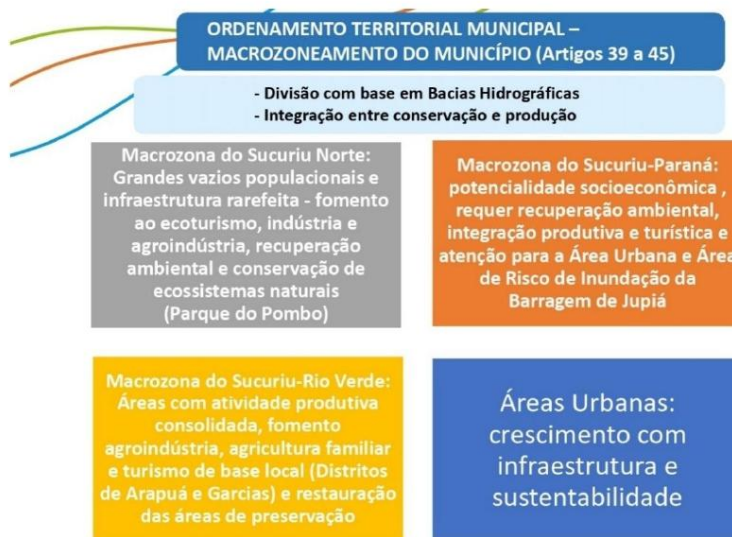 ORDENAMENTO TERRITORIAL MUNICIPAL –
MACROZONEAMENTO DO MUNICÍPIO (Artigos 39 a 45)
- Divisão com base em Bacias Hidrográficas
- Integração entre conservação e produção
Macrozona do Sucuriu Norte:
Grandes vazios populacionais e
infraestrutura rarefeita - fomento
ao ecoturismo, indústria e
agroindústria, recuperação
ambiental e conservação de
ecossistemas naturais
(Parque do Pombo)
Macrozona do Sucuriu-Paraná:
potencialidade socioeconômica ,
requer recuperação ambiental,
integração produtiva e turística e
atenção para a Área Urbana e Área
de Risco de Inundação da
Barragem de Jupiá
Macrozona do Sucuriu-Rio Verde:
Áreas com atividade produtiva
consolidada, fomento
agroindústria, agricultura familiar
e turismo de base local (Distritos
de Arapuá e Garcias) e restauração
das áreas de preservação
Áreas Urbanas:
crescimento com
infraestrutura e
sustentabilidade